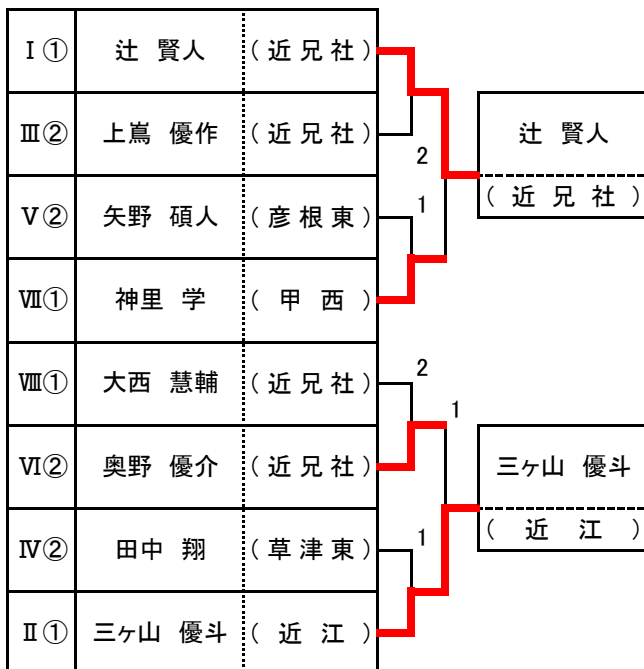 Ⅰ① 辻 賢人 (近兄社)
Ⅲ② 上嶌 優作 (近兄社)
2
辻 賢人
(近兄社)
Ⅴ② 矢野 碩人 (彦根東)
1
Ⅶ① 神里 学 (甲西)
Ⅷ① 大西 慧輔 (近兄社)
2
1
Ⅵ② 奥野 優介 (近兄社)
三ヶ山 優斗
(近江)
Ⅳ② 田中 翔 (草津東)
1
Ⅱ① 三ヶ山 優斗 (近江)